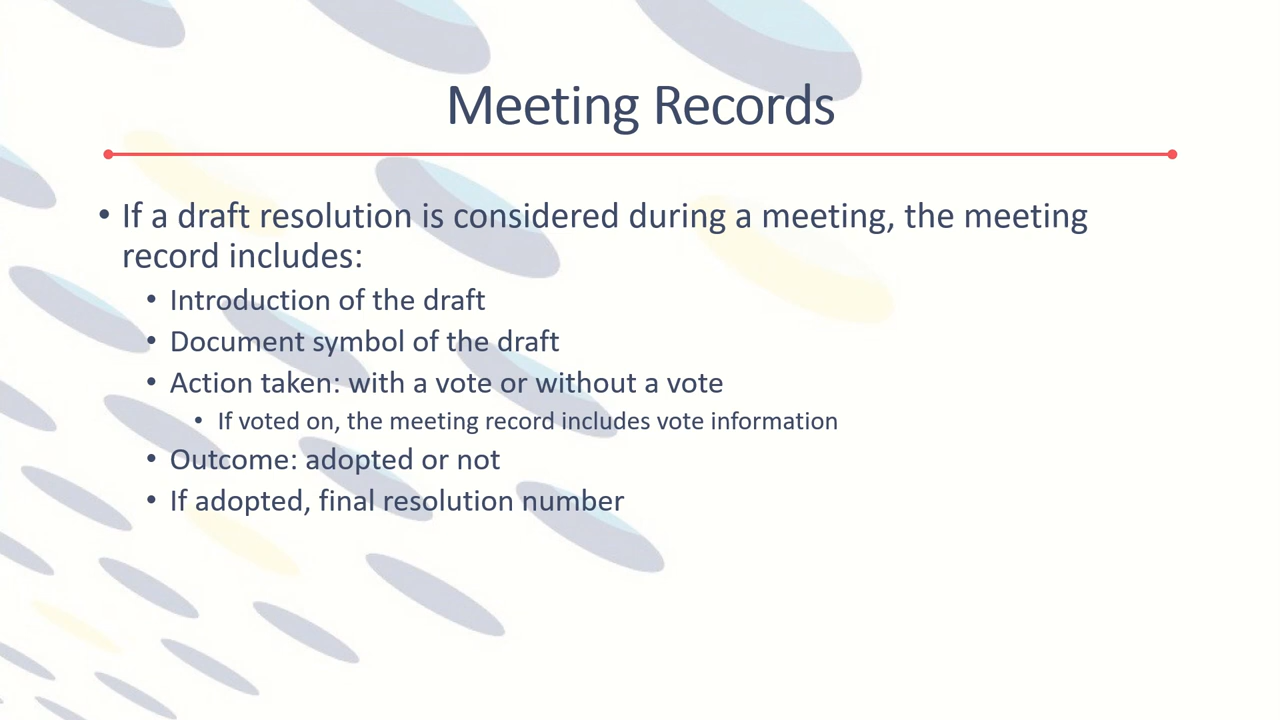 Meeting Records
• If a draft resolution is considered during a meeting, the meeting
record includes:
• Introduction of the draft
• Document symbol of the draft
• Action taken: with a vote or without a vote
• If voted on, the meeting record includes vote information
• Outcome: adopted or not
• If adopted, final resolution number